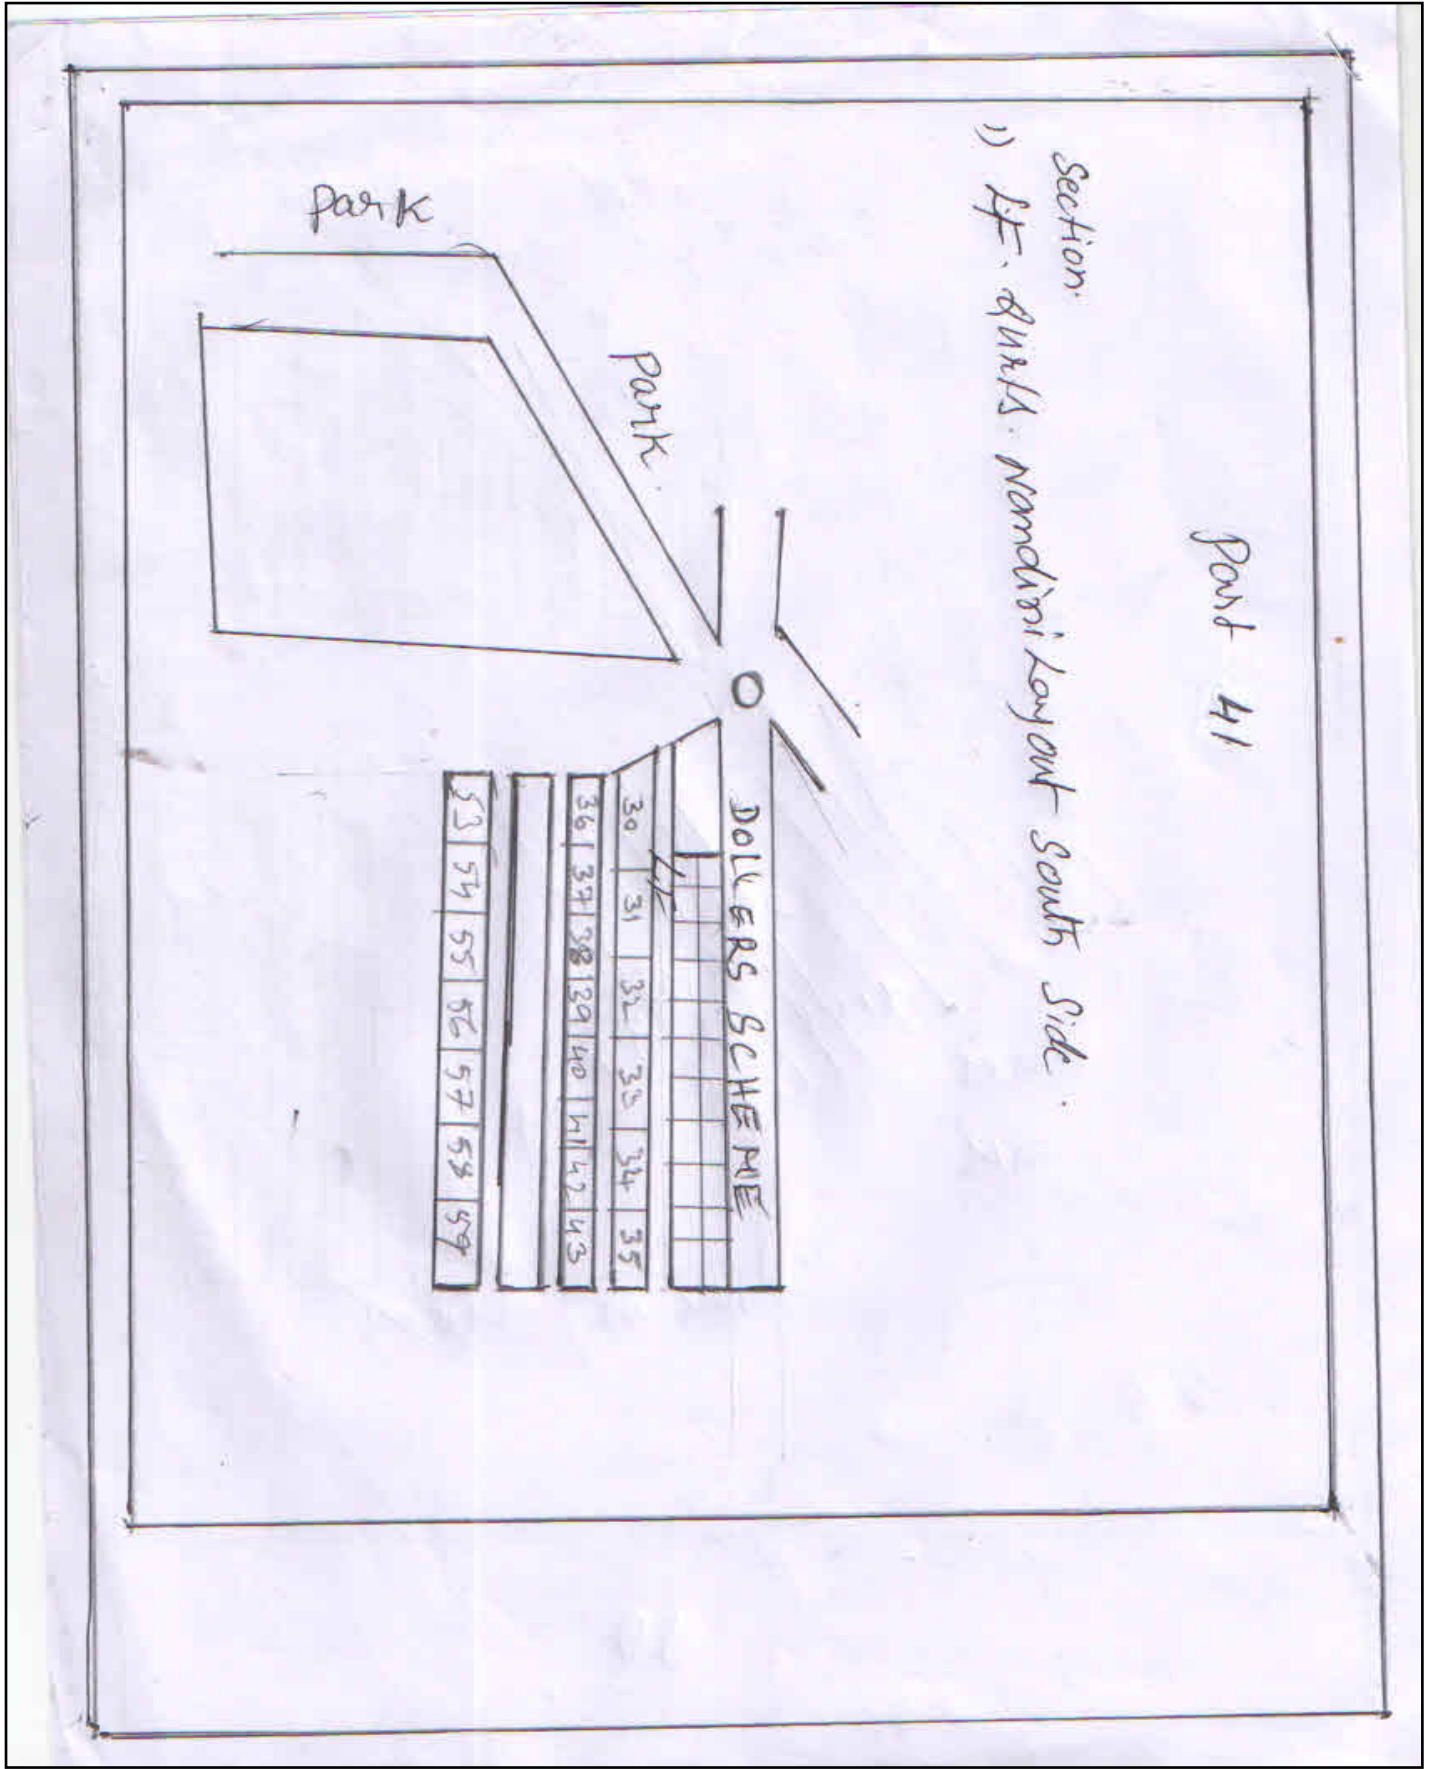 Part 41
Section.
1) L.F. qurts. Nandini Layout South Side.
DOLLERS SCHEME
L.F
30 31 32 33 34 35
36 37 38 39 40 41 42 43
53 54 55 56 57 58 59
Park
Park